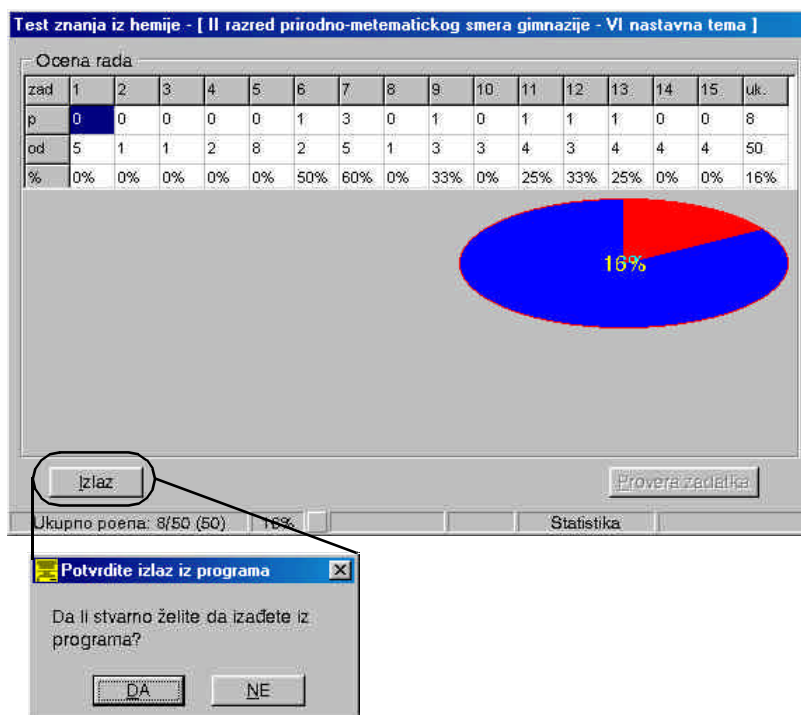 Test znanja iz hemije - [ II razred prirodno-metematickog smera gimnazije - VI nastavna tema ]
Ocena rada
zad 1 2 3 4 5 6 7 8 9 10 11 12 13 14 15 uk.
p 0 0 0 0 0 1 3 0 1 0 1 1 1 0 0 8
od 5 1 1 2 8 2 5 1 3 3 4 3 4 4 4 50
% 0% 0% 0% 0% 0% 50% 60% 0% 33% 0% 25% 33% 25% 0% 0% 16%
16%
Izlaz Provera zadatka
Ukupno poena: 8/50 (50) 16% Statistika
Potvrdite izlaz iz programa
Da li stvarno želite da izađete iz
programa?
DA NE